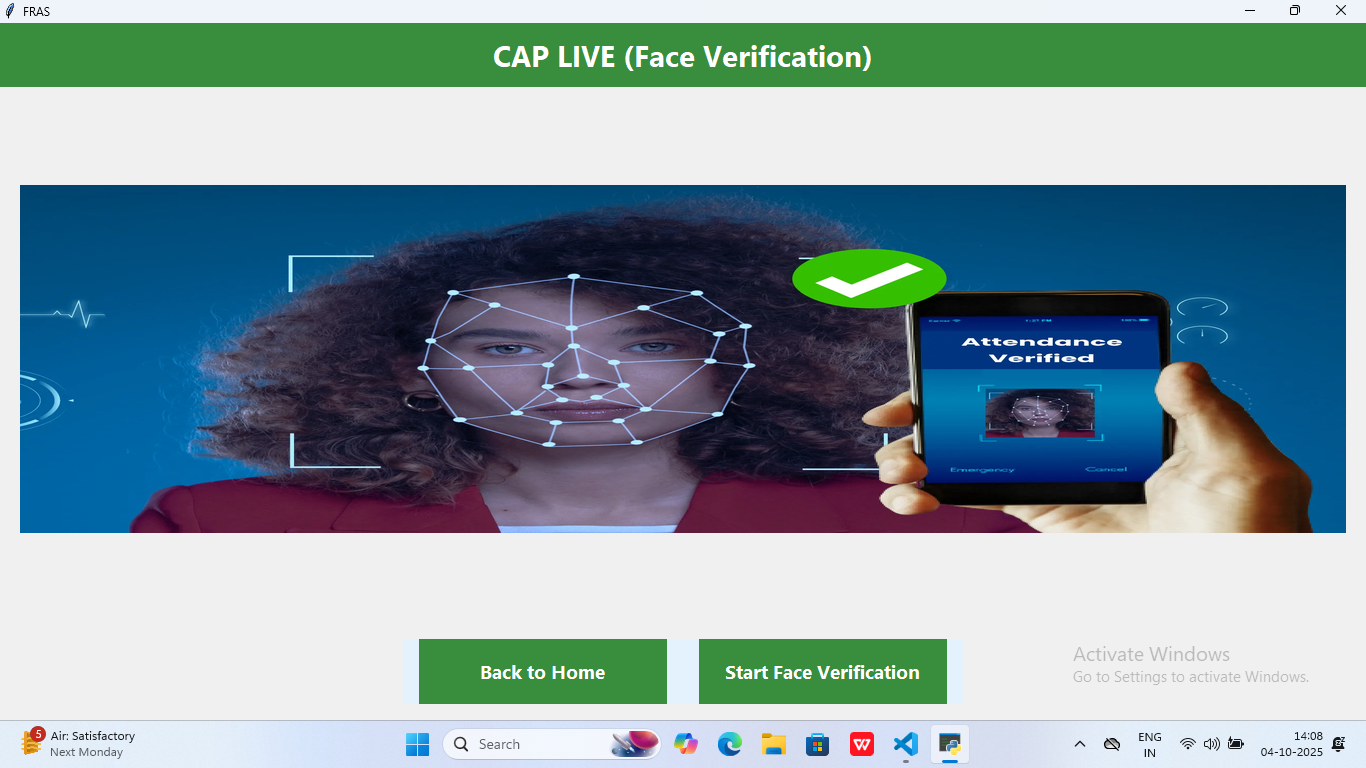 FRAS
CAP LIVE (Face Verification)
Attendance
Verified
Emergency
Cancel
Back to Home
Start Face Verification
Activate Windows
Go to Settings to activate Windows.
5
Air: Satisfactory
Next Monday
Search
W
ENG
IN
14:08
04-10-2025